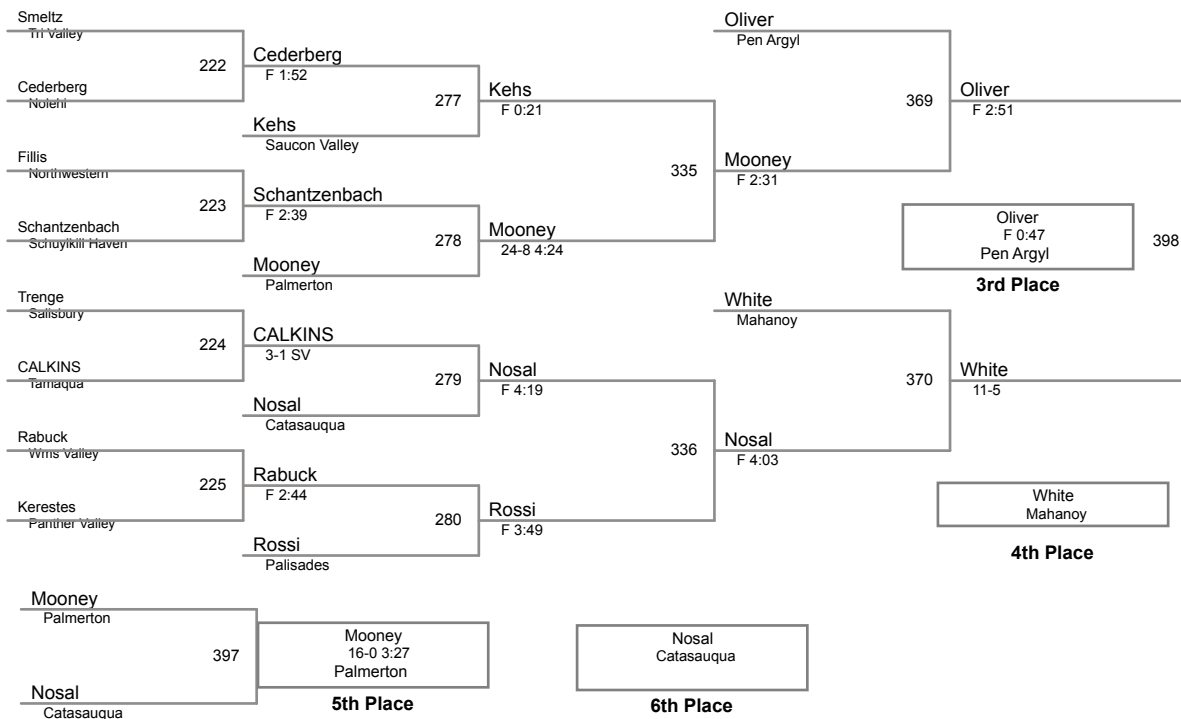 Smeltz
Tri Valley
222
Cederberg
Nolehi
Cederberg
F 1:52
277
Kehs
Saucon Valley
Kehs
F 0:21
Fillis
Northwestern
223
Schantzenbach
Schuylkill Haven
Schantzenbach
F 2:39
278
Mooney
Palmerton
Mooney
24-8 4:24
335
Mooney
F 2:31
Oliver
Pen Argyl
369
Oliver
F 2:51
Oliver
F 0:47
Pen Argyl
398
3rd Place
Trenge
Salisbury
224
CALKINS
Tamaqua
CALKINS
3-1 SV
279
Nosal
Catasauqua
Nosal
F 4:19
Rabuck
Wms Valley
225
Kerestes
Panther Valley
Rabuck
F 2:44
280
Rossi
Palisades
Rossi
F 3:49
336
Nosal
F 4:03
White
Mahanoy
370
White
11-5
White
Mahanoy
4th Place
Mooney
Palmerton
397
Nosal
Catasauqua
Mooney
16-0 3:27
Palmerton
5th Place
Nosal
Catasauqua
6th Place